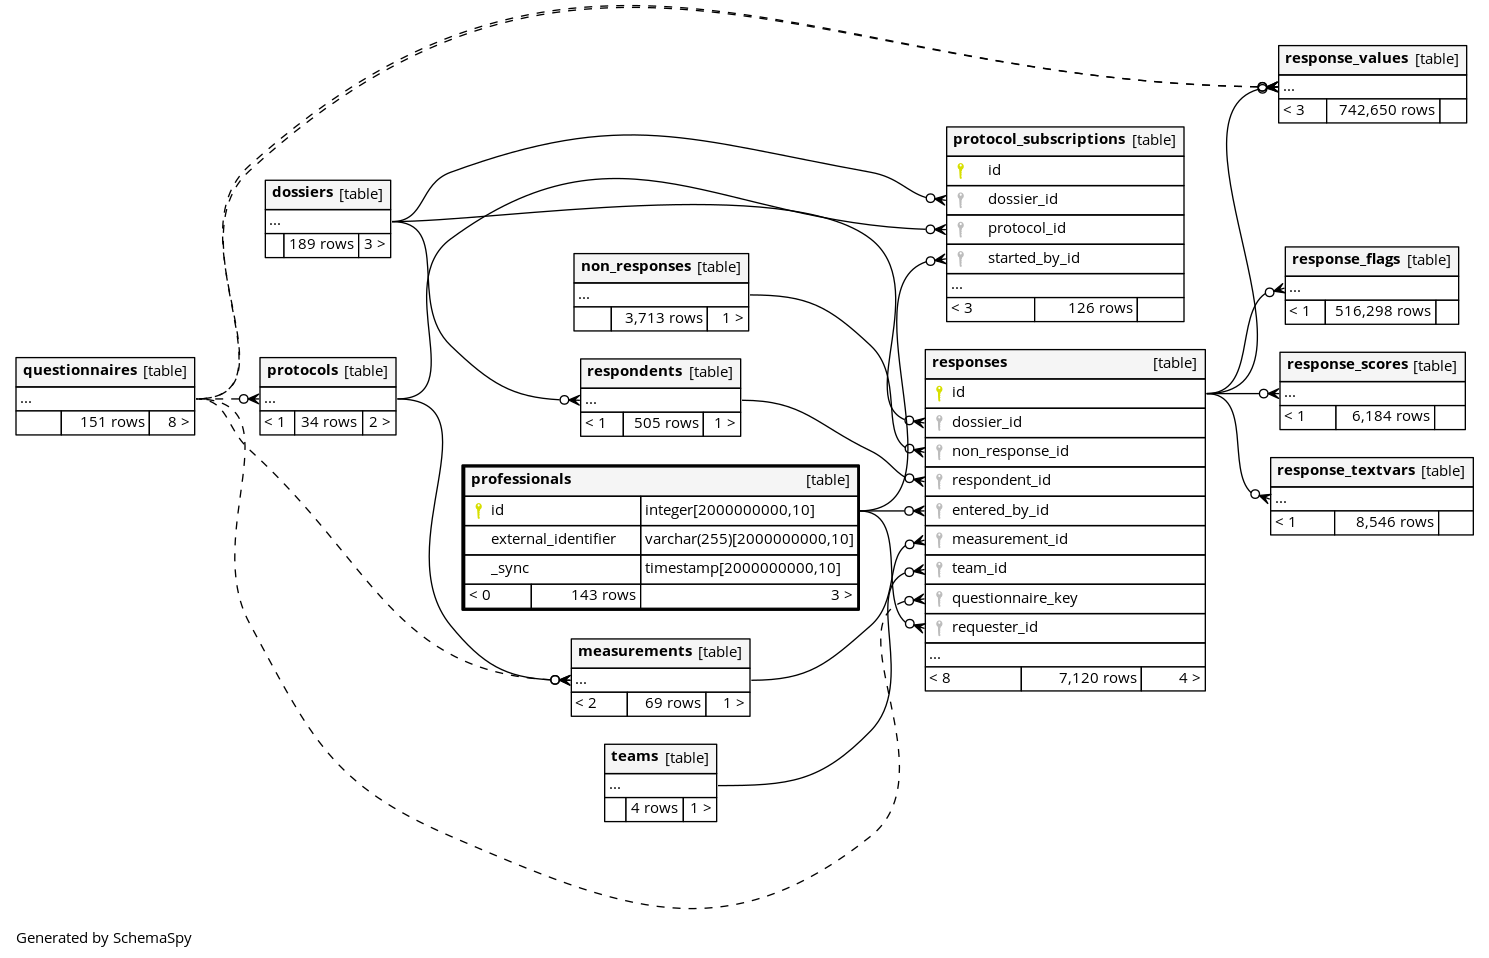 response_values [table]
...
< 3 742,650 rows
protocol_subscriptions [table]
id
dossier_id
protocol_id
started_by_id
...
< 3 126 rows
dossiers [table]
...
189 rows 3 >
non_responses [table]
...
3,713 rows 1 >
response_flags [table]
...
< 1 516,298 rows
questionnaires [table]
...
151 rows 8 >
protocols [table]
...
< 1 34 rows 2 >
respondents [table]
...
< 1 505 rows 1 >
responses [table]
id
dossier_id
non_response_id
respondent_id
entered_by_id
measurement_id
team_id
questionnaire_key
requester_id
...
< 8 7,120 rows 4 >
response_scores [table]
...
< 1 6,184 rows
response_textvars [table]
...
< 1 8,546 rows
professionals [table]
id integer[2000000000,10]
external_identifier varchar(255)[2000000000,10]
_sync timestamp[2000000000,10]
< 0 143 rows 3 >
measurements [table]
...
< 2 69 rows 1 >
teams [table]
...
4 rows 1 >
Generated by SchemaSpy